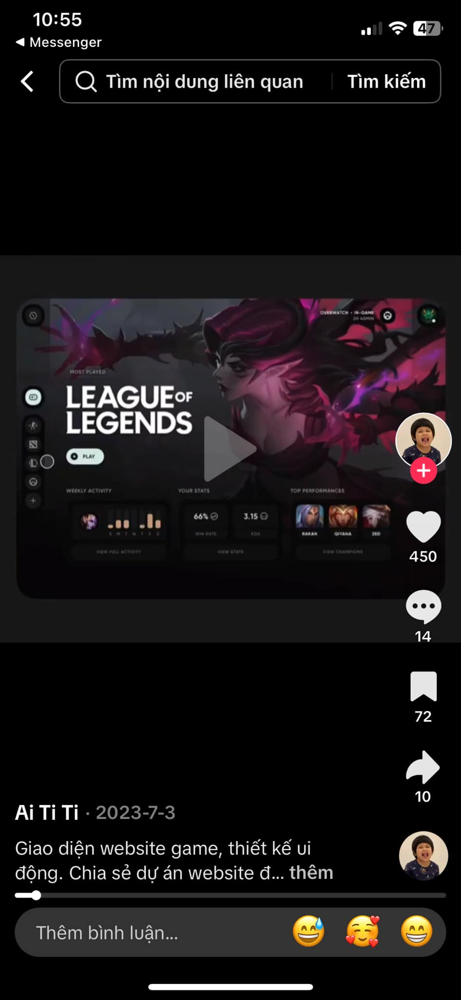 10:55
47
◀ Messenger
Tìm nội dung liên quan
Tìm kiếm
OVERWATCH • IN-GAME
2H 40MIN
MOST PLAYED
LEAGUE OF
LEGENDS
PLAY
WEEKLY ACTIVITY
YOUR STATS
TOP PERFORMANCES
66%
3.15
S M T W T F S
WIN RATE
KDA
RAKAN
QIYANA
ZED
VIEW FULL ACTIVITY
VIEW STATS
VIEW CHAMPIONS
450
14
72
10
Ai Ti Ti · 2023-7-3
Giao diện website game, thiết kế ui
động. Chia sẻ dự án website đ... thêm
Thêm bình luận...